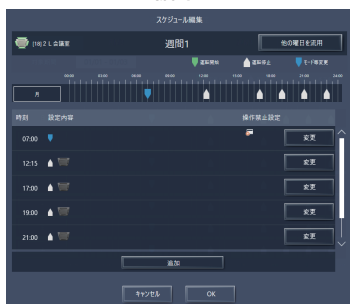 スケジュール編集
[18] 2 L 会議室
週間1
他の曜日を流用
運転開始 運転停止 モード等変更
00:00 03:00 06:00 09:00 12:00 15:00 18:00 21:00 24:00
月
時刻 設定内容 操作禁止設定
07:00 変更
12:15 変更
17:00 変更
19:00 変更
21:00 変更
追加
キャンセル OK